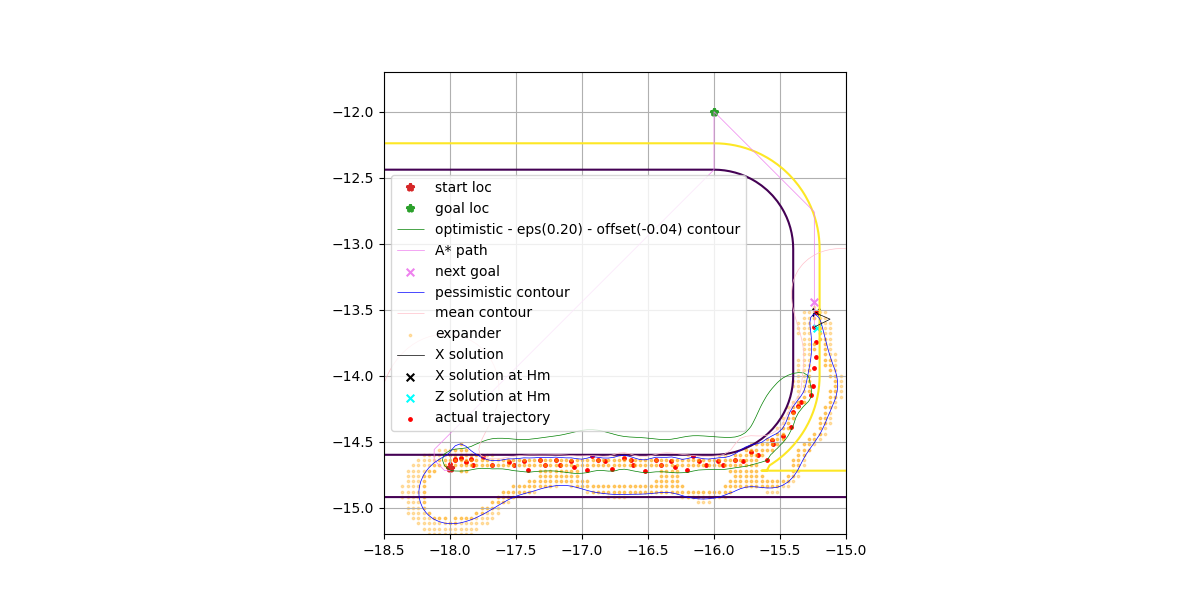 −12.0
−12.5
−13.0
−13.5
−14.0
−14.5
−15.0
start loc
goal loc
optimistic - eps(0.20) - offset(-0.04) contour
A* path
next goal
pessimistic contour
mean contour
expander
X solution
X solution at Hm
Z solution at Hm
actual trajectory
−18.5 −18.0 −17.5 −17.0 −16.5 −16.0 −15.5 −15.0